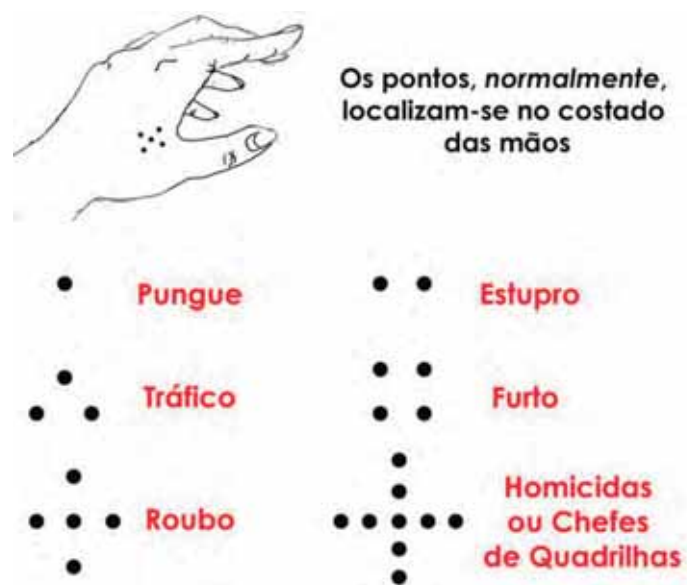 Os pontos, normalmente,
localizam-se no costado
das mãos
Pungue
Estupro
Tráfico
Furto
Roubo
Homicidas
ou Chefes
de Quadrilhas